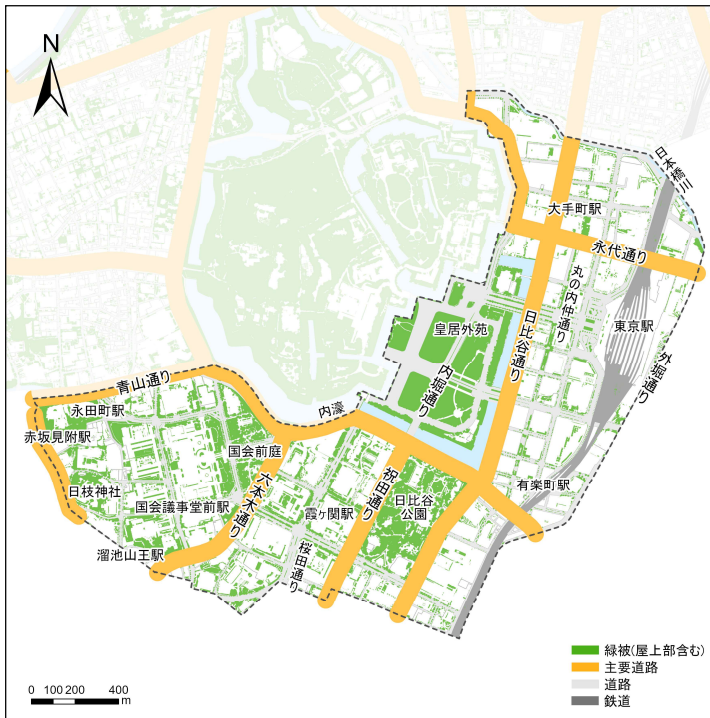 N
日本橋川
大手町駅
永代通り
丸の内仲通り
東京駅
皇居外苑
日比谷通り
外堀通り
内堀通り
青山通り
内濠
永田町駅
赤坂見附駅
国会前庭
日枝神社
国会議事堂前駅
六本木通り
霞ヶ関駅
祝田通り
日比谷
公園
有楽町駅
溜池山王駅
桜田通り
緑被(屋上部含む)
主要道路
道路
鉄道
0 100 200 400
m